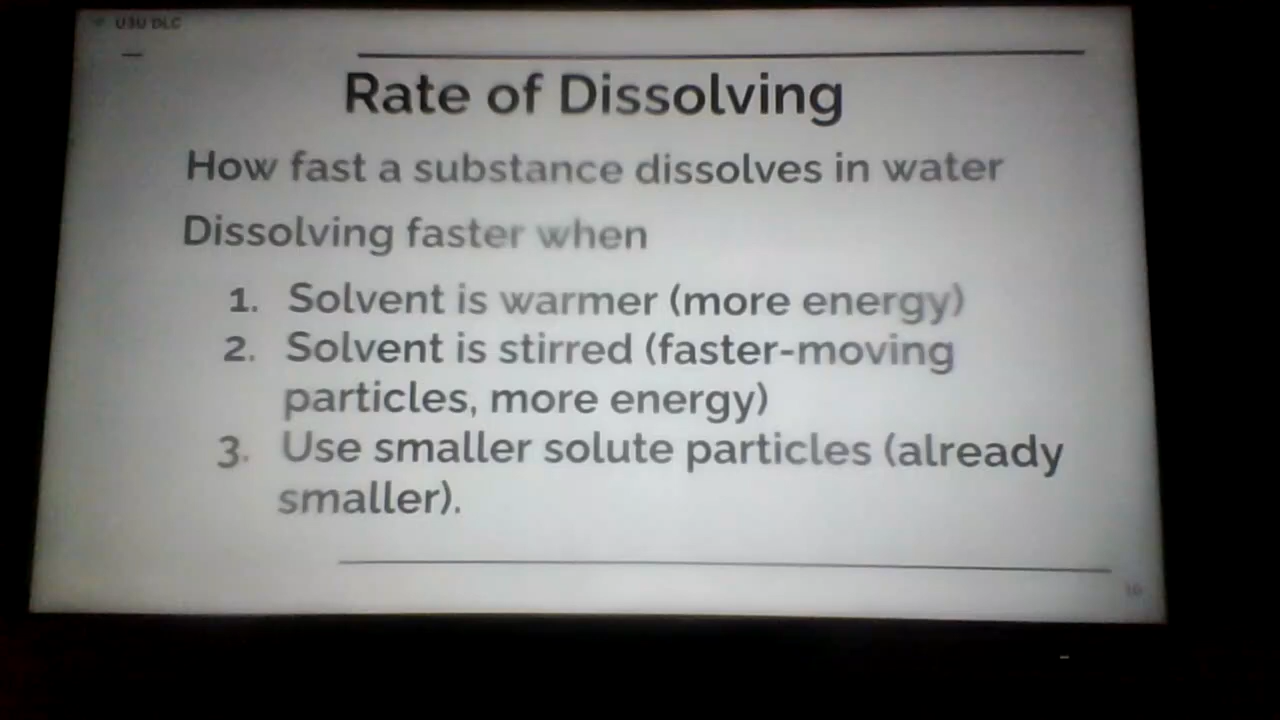 Rate of Dissolving
How fast a substance dissolves in water
Dissolving faster when
1. Solvent is warmer (more energy)
2. Solvent is stirred (faster-moving
particles, more energy)
3. Use smaller solute particles (already
smaller).
16